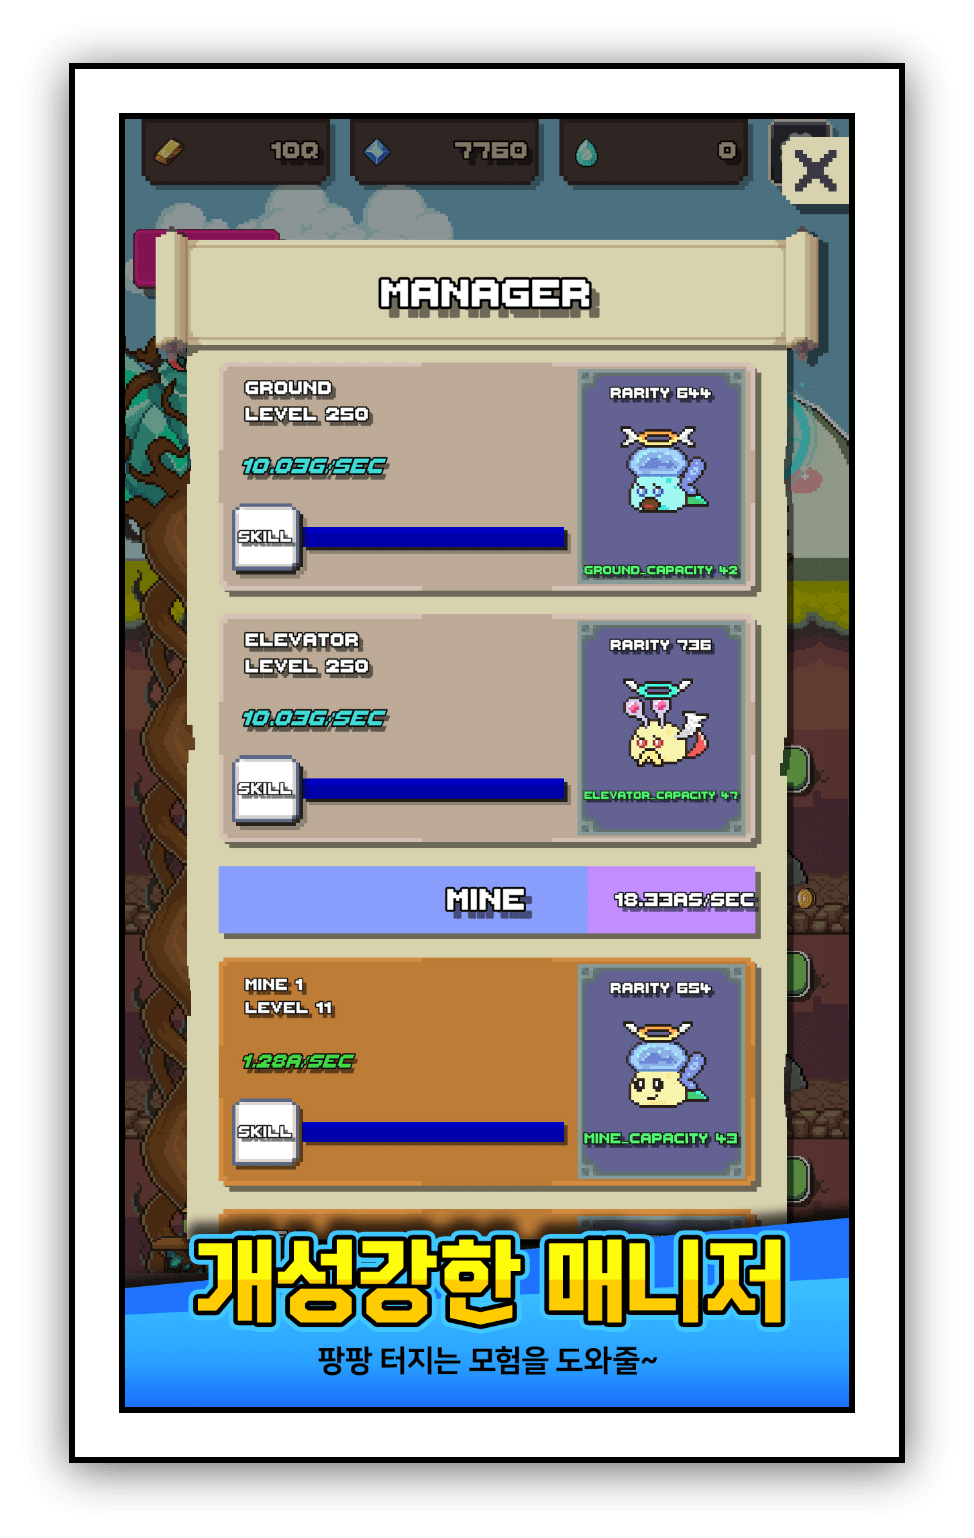 10Q 7760 0
MANAGER
GROUND
LEVEL 250
10.03G/SEC
SKILL
RARITY 644
GROUND_CAPACITY 42
ELEVATOR
LEVEL 250
10.03G/SEC
SKILL
RARITY 736
ELEVATOR_CAPACITY 47
MINE 18.33AS/SEC
MINE 1
LEVEL 11
1.28A/SEC
SKILL
RARITY 654
MINE_CAPACITY 43
개성강한 매니저
팡팡 터지는 모험을 도와줄~